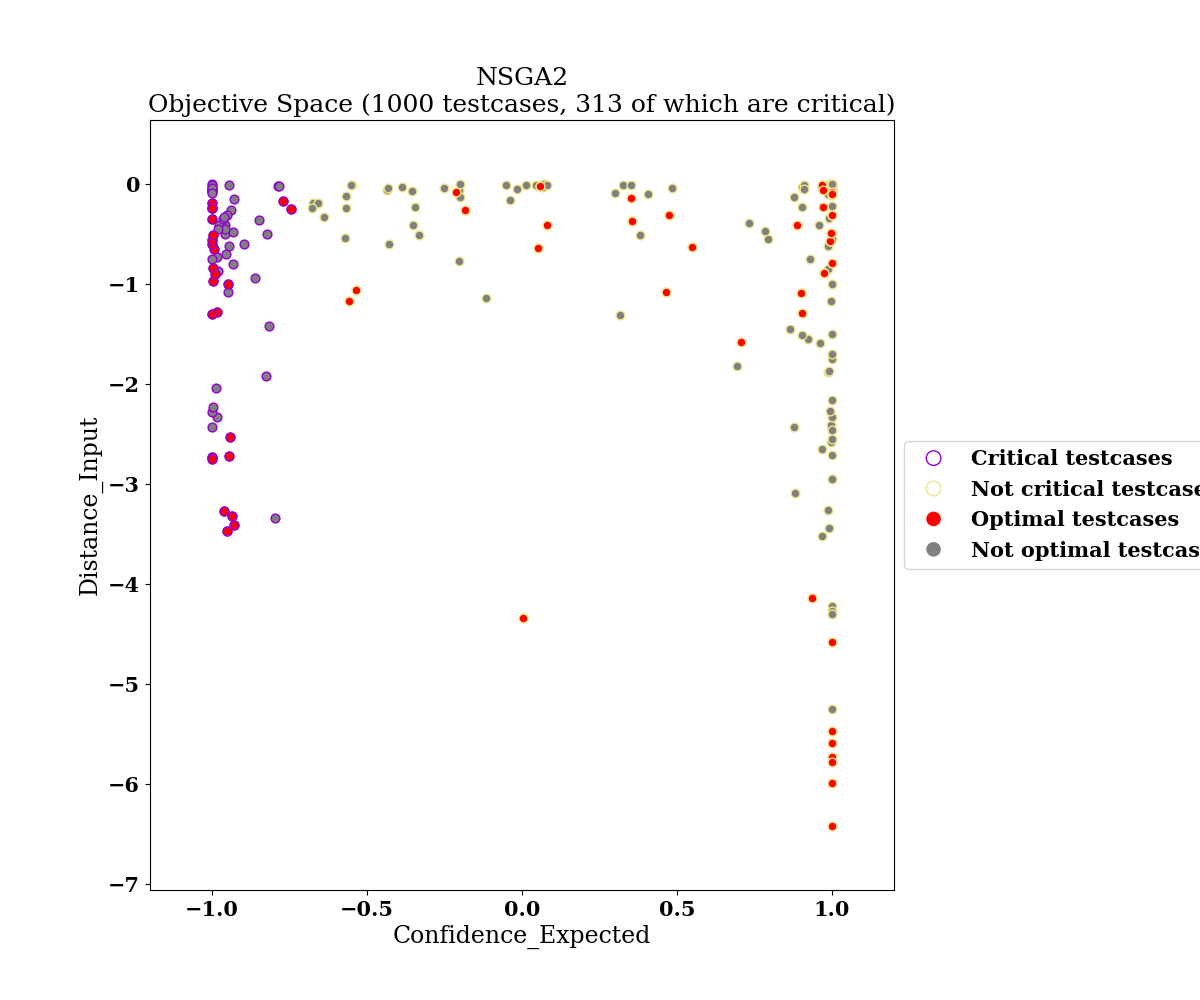 NSGA2
Objective Space (1000 testcases, 313 of which are critical)
0
−1
−2
−3
−4
−5
−6
−7
Distance_Input
−1.0
−0.5
0.0
0.5
1.0
Confidence_Expected
Critical testcases
Not critical testcase
Optimal testcases
Not optimal testcas